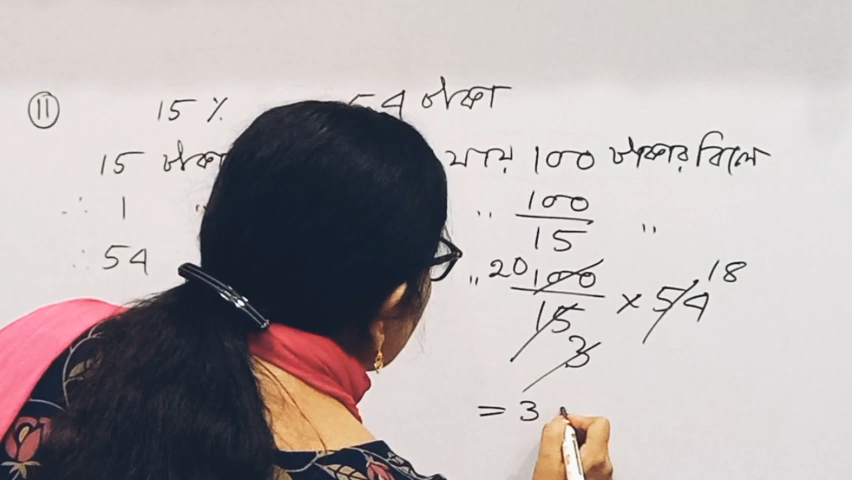 ⑪ 15% 54 টাকা
15 টাকা যায় 100 টাকার বিলে
∴ 1 " " 100/15 "
∴ 54 " 20 100/15 3 × 54 18
= 3